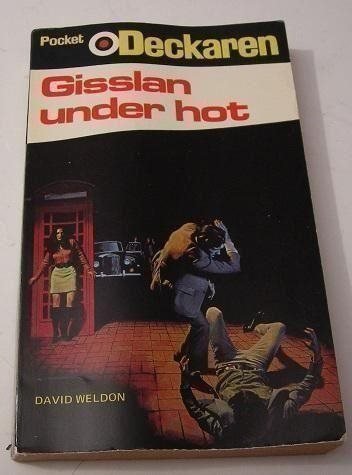 Pocket Deckaren
Gisslan
under hot
DAVID WELDON